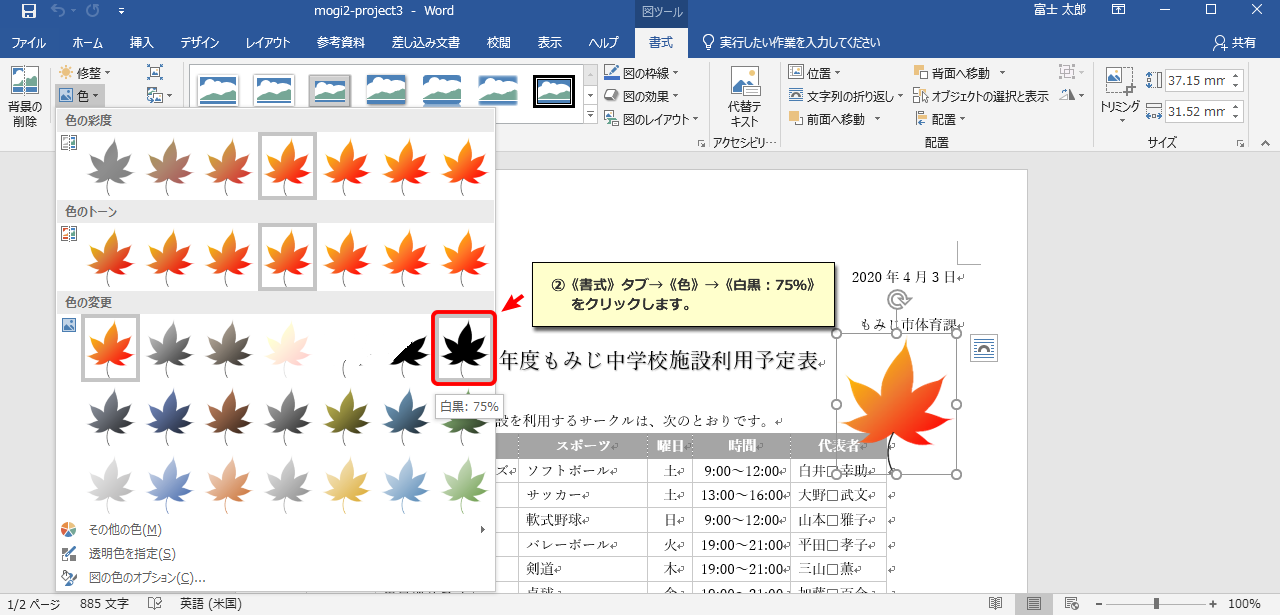 mogi2-project3 - Word
図ツール
富士 太郎
ファイル ホーム 挿入 デザイン レイアウト 参考資料 差し込み文書 校閲 表示 ヘルプ 書式 実行したい作業を入力してください 共有
背景の
削除
修整
色
図の枠線
図の効果
図のレイアウト
代替テ
キスト
アクセシビリ…
位置
文字列の折り返し
前面へ移動
背面へ移動
オブジェクトの選択と表示
配置
配置
トリミング
37.15 mm
31.52 mm
サイズ
色の彩度
色のトーン
色の変更
白黒: 75%
その他の色(M)
透明色を指定(S)
図の色のオプション(C)...
②《書式》タブ→《色》→《白黒：75%》
をクリックします。
2020 年 4 月 3 日
もみじ市体育課
年度もみじ中学校施設利用予定表
設を利用するサークルは、次のとおりです。
スポーツ 曜日 時間 代表者
ズ ソフトボール 土 9:00～12:00 白井□幸助
サッカー 土 13:00～16:00 大野□武文
軟式野球 日 9:00～12:00 山本□雅子
バレーボール 火 19:00～21:00 平田□孝子
剣道 木 19:00～21:00 三山□薫
卓球 金 19:00～21:00 加藤□百合
1/2 ページ 885 文字 英語 (米国) 100%